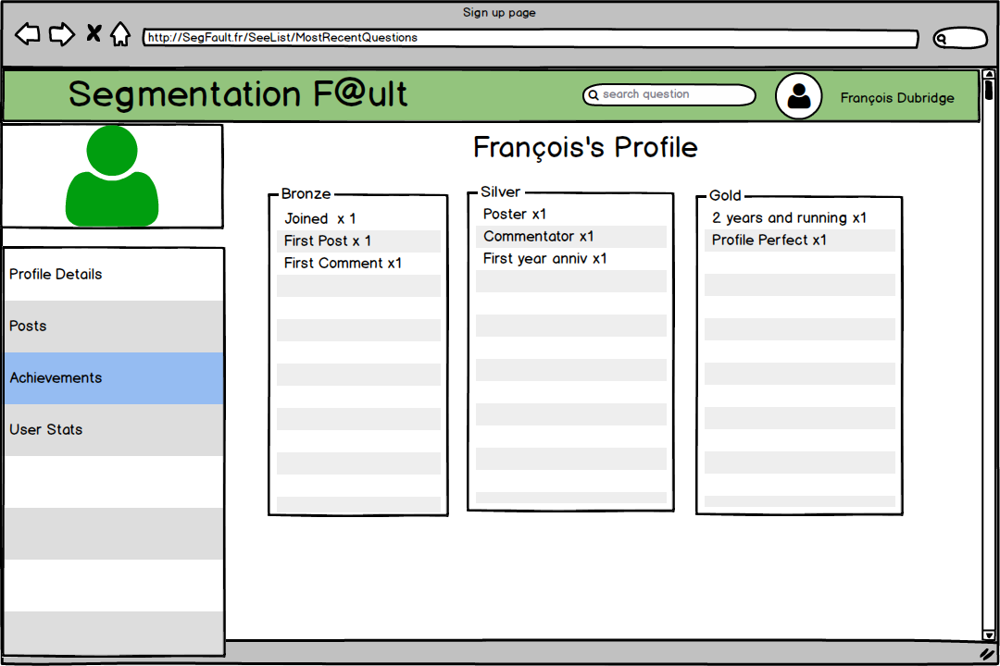 Sign up page
http://SegFault.fr/SeeList/MostRecentQuestions
Segmentation F@ult
search question
François Dubridge
François's Profile
Profile Details
Posts
Achievements
User Stats
Bronze
Joined  x 1
First Post x 1
First Comment x1
Silver
Poster x1
Commentator x1
First year anniv x1
Gold
2 years and running x1
Profile Perfect x1